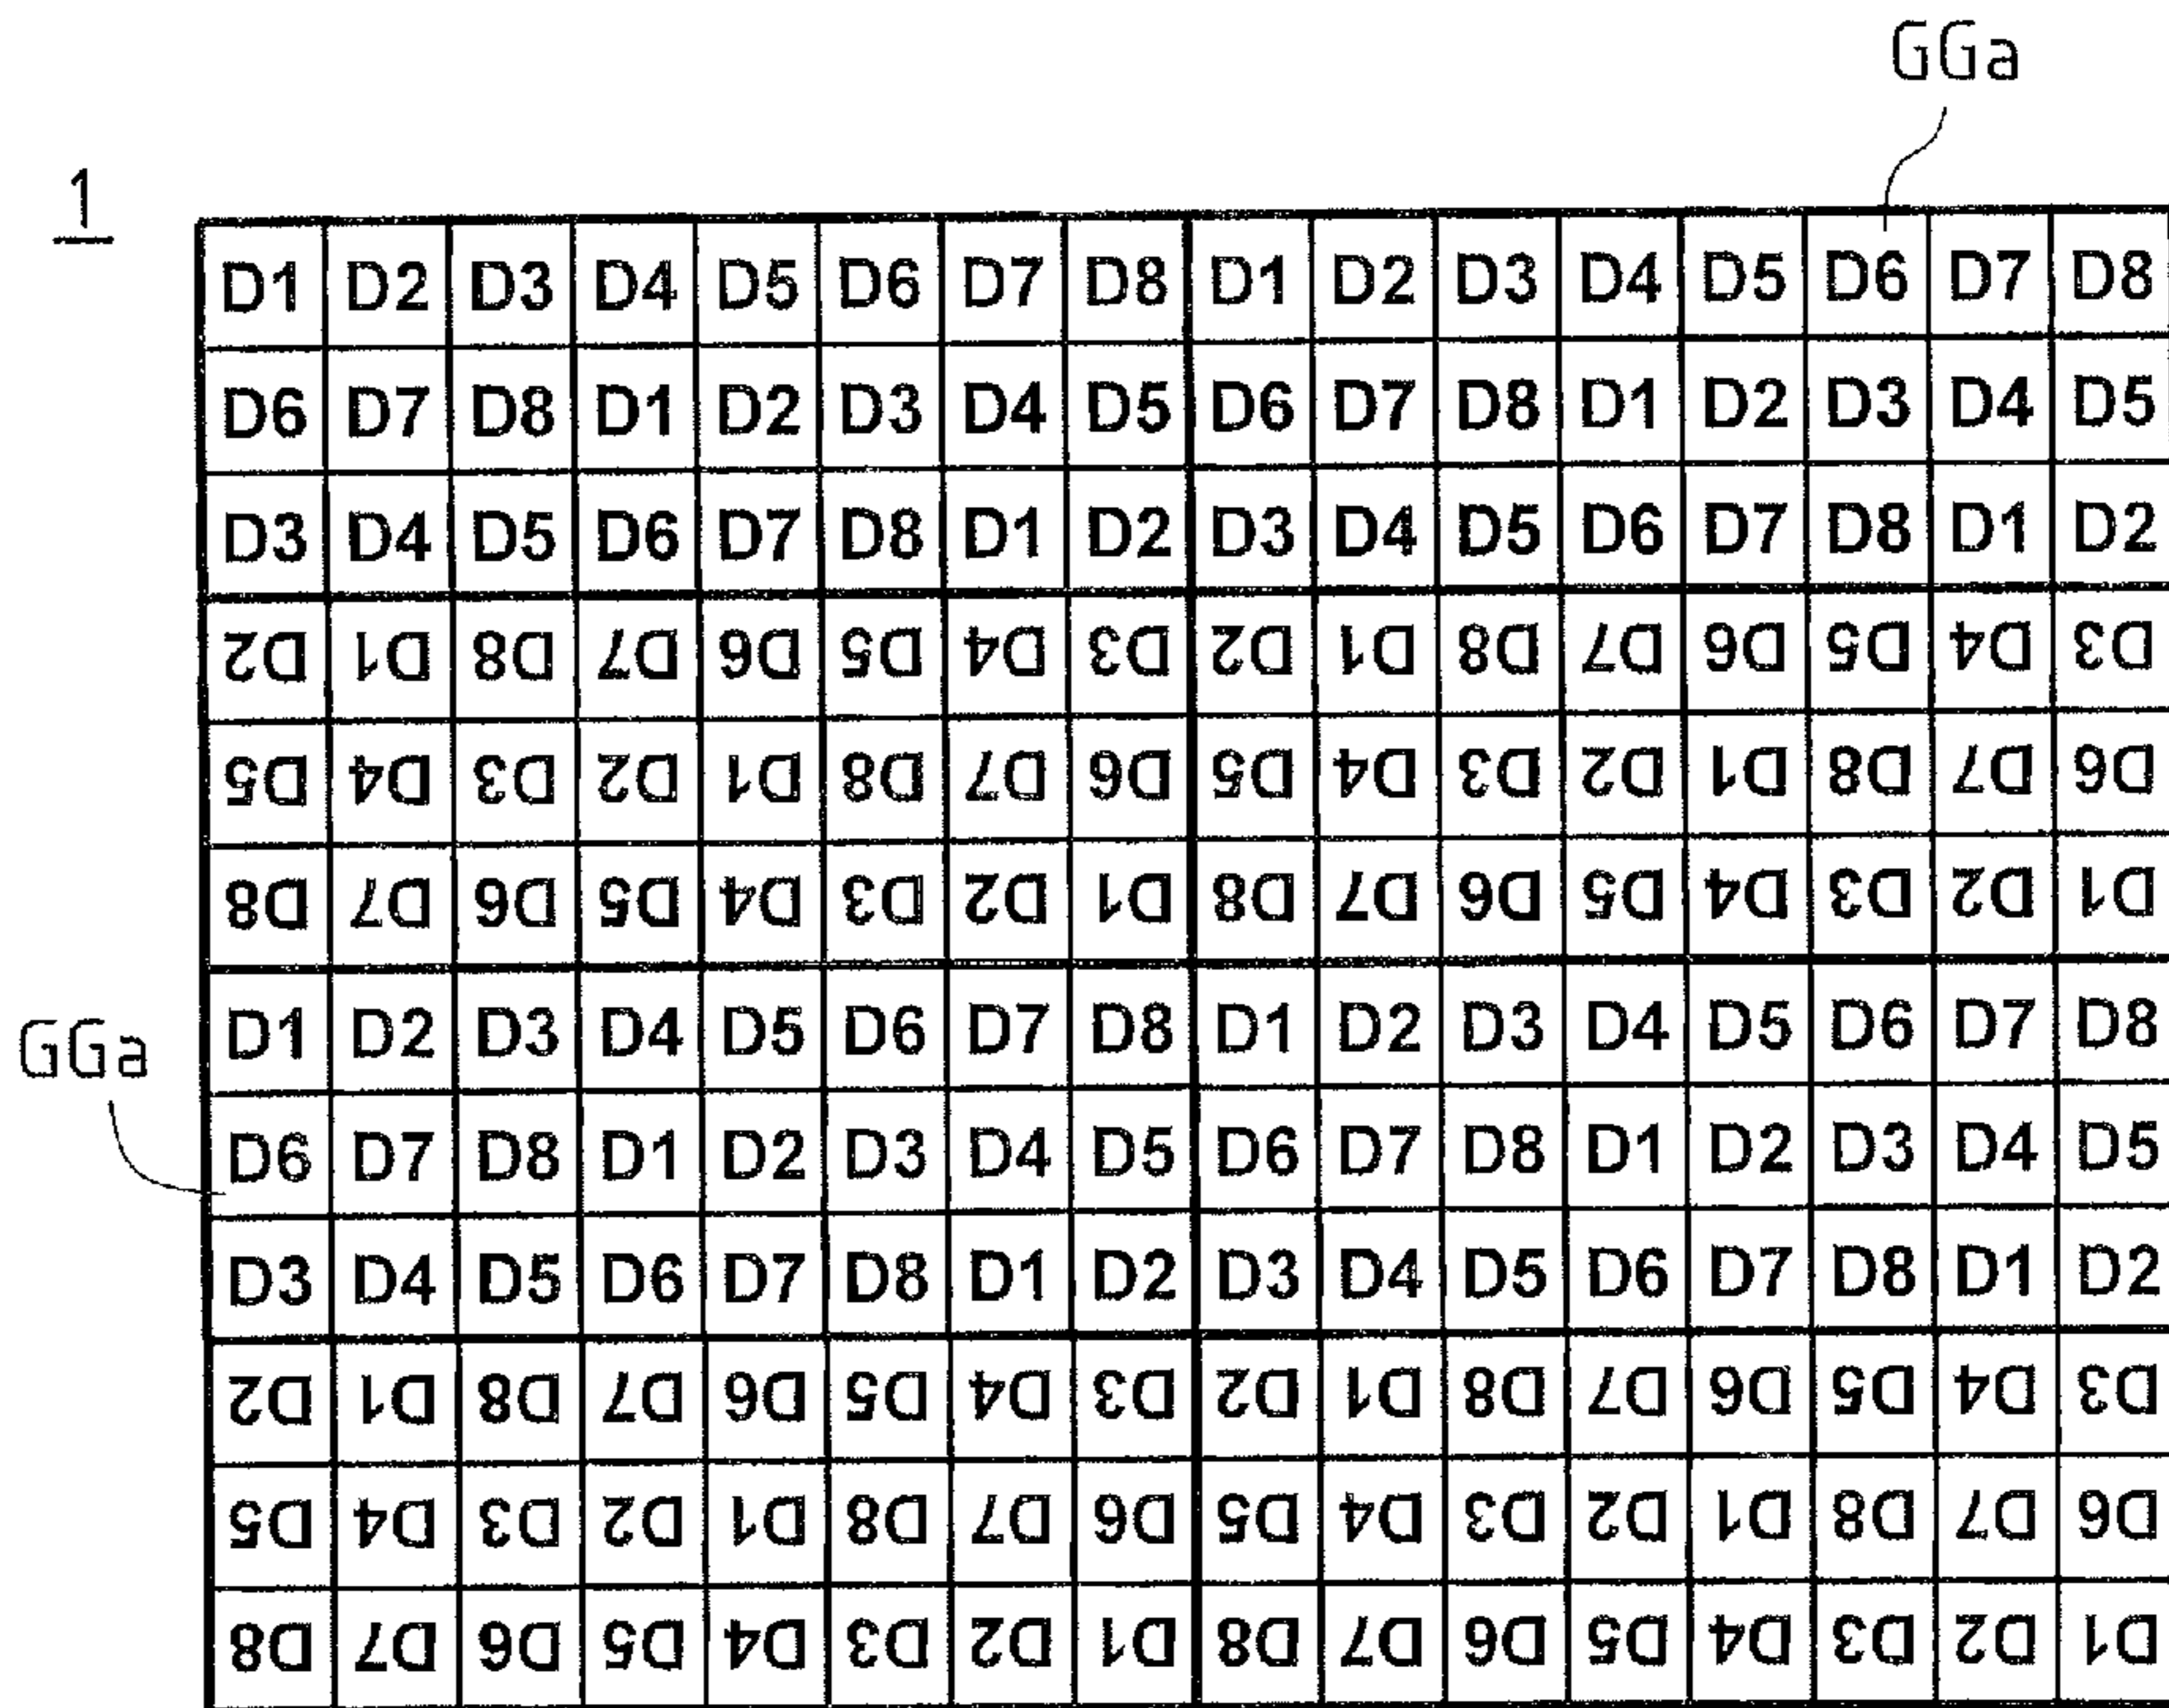 GGa
1
D1 D2 D3 D4 D5 D6 D7 D8 D1 D2 D3 D4 D5 D6 D7 D8
D6 D7 D8 D1 D2 D3 D4 D5 D6 D7 D8 D1 D2 D3 D4 D5
D3 D4 D5 D6 D7 D8 D1 D2 D3 D4 D5 D6 D7 D8 D1 D2
D2 D1 D8 D7 D6 D5 D4 D3 D2 D1 D8 D7 D6 D5 D4 D3
D5 D4 D3 D2 D1 D8 D7 D6 D5 D4 D3 D2 D1 D8 D7 D6
D8 D7 D6 D5 D4 D3 D2 D1 D8 D7 D6 D5 D4 D3 D2 D1
D1 D2 D3 D4 D5 D6 D7 D8 D1 D2 D3 D4 D5 D6 D7 D8
GGa
D6 D7 D8 D1 D2 D3 D4 D5 D6 D7 D8 D1 D2 D3 D4 D5
D3 D4 D5 D6 D7 D8 D1 D2 D3 D4 D5 D6 D7 D8 D1 D2
D2 D1 D8 D7 D6 D5 D4 D3 D2 D1 D8 D7 D6 D5 D4 D3
D5 D4 D3 D2 D1 D8 D7 D6 D5 D4 D3 D2 D1 D8 D7 D6
D8 D7 D6 D5 D4 D3 D2 D1 D8 D7 D6 D5 D4 D3 D2 D1